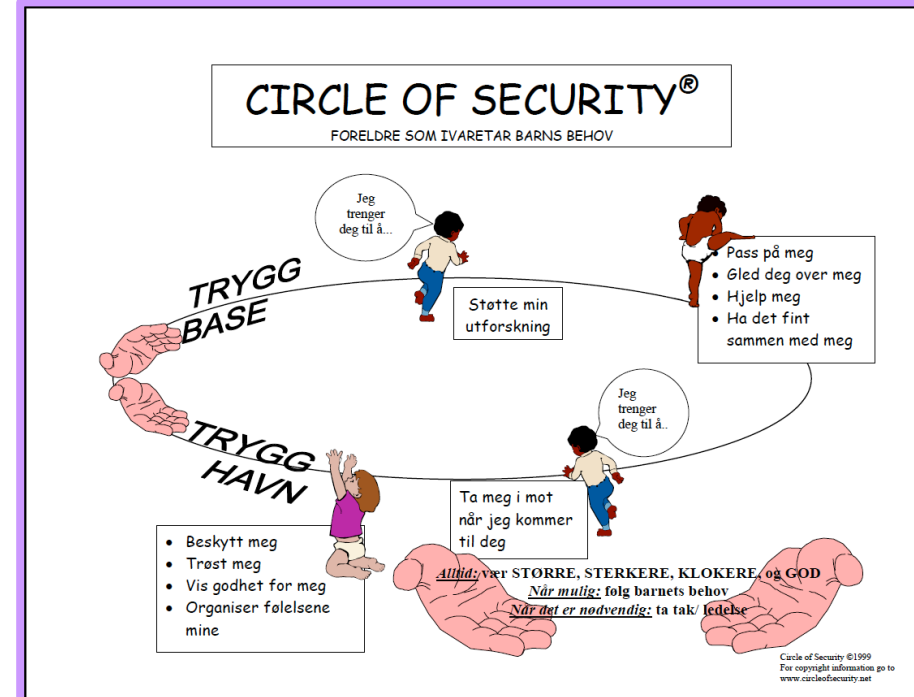 CIRCLE OF SECURITY®
FORELDRE SOM IVARETAR BARNS BEHOV
Jeg
trenger
deg til å...
TRYGG
BASE
Støtte min
utforskning
• Pass på meg
• Gled deg over meg
• Hjelp meg
• Ha det fint
sammen med meg
Jeg
trenger
deg til å..
TRYGG
HAVN
Ta meg i mot
når jeg kommer
til deg
• Beskytt meg
• Trøst meg
• Vis godhet for meg
• Organiser følelsene
mine
Alltid: vær STØRRE, STERKERE, KLOKERE, og GOD
Når mulig: følg barnets behov
Når det er nødvendig: ta tak/ ledelse
Circle of Security ©1999
For copyright information go to
www.circleofsecurity.net